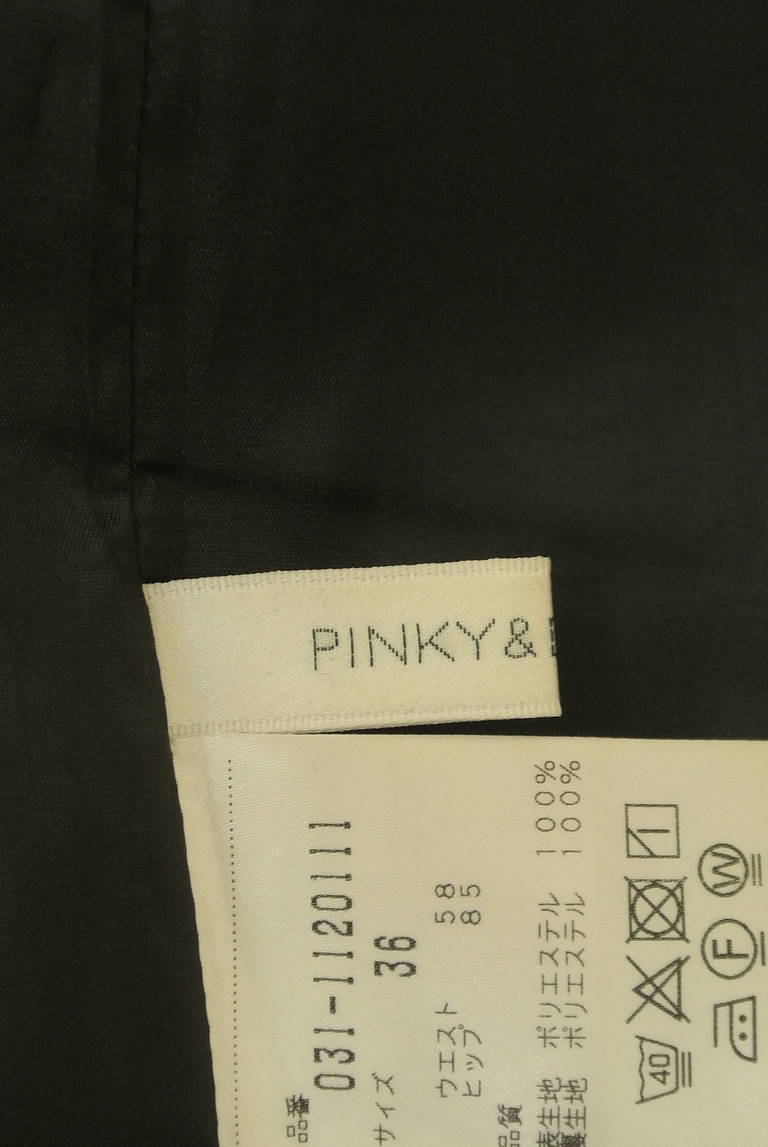 PINKY&
品番 031-1120111
サイズ 36
ウエスト 58
ヒップ 85
品質
表生地 ポリエステル 100%
裏生地 ポリエステル 100%
40
F
W